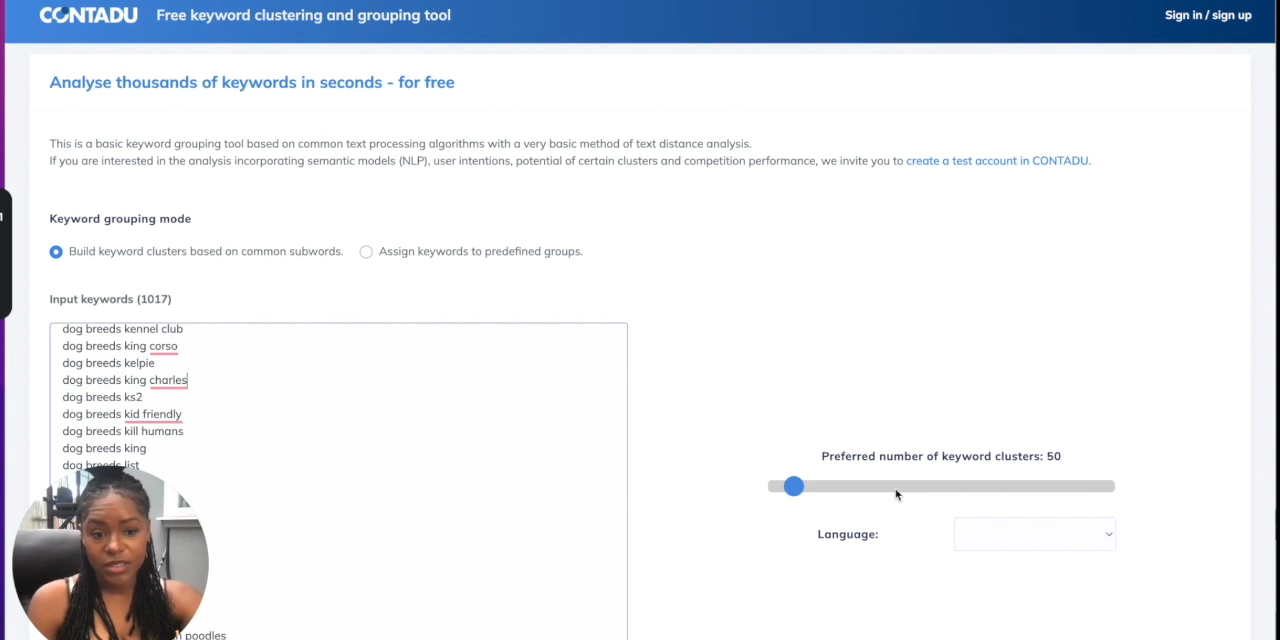 CONTADU Free keyword clustering and grouping tool
Sign in / sign up
Analyse thousands of keywords in seconds - for free
This is a basic keyword grouping tool based on common text processing algorithms with a very basic method of text distance analysis.
If you are interested in the analysis incorporating semantic models (NLP), user intentions, potential of certain clusters and competition performance, we invite you to create a test account in CONTADU.
Keyword grouping mode
Build keyword clusters based on common subwords. Assign keywords to predefined groups.
Input keywords (1017)
dog breeds kennel club
dog breeds king corso
dog breeds kelpie
dog breeds king charles
dog breeds ks2
dog breeds kid friendly
dog breeds kill humans
dog breeds king
dog breeds list
poodles
Preferred number of keyword clusters: 50
Language: